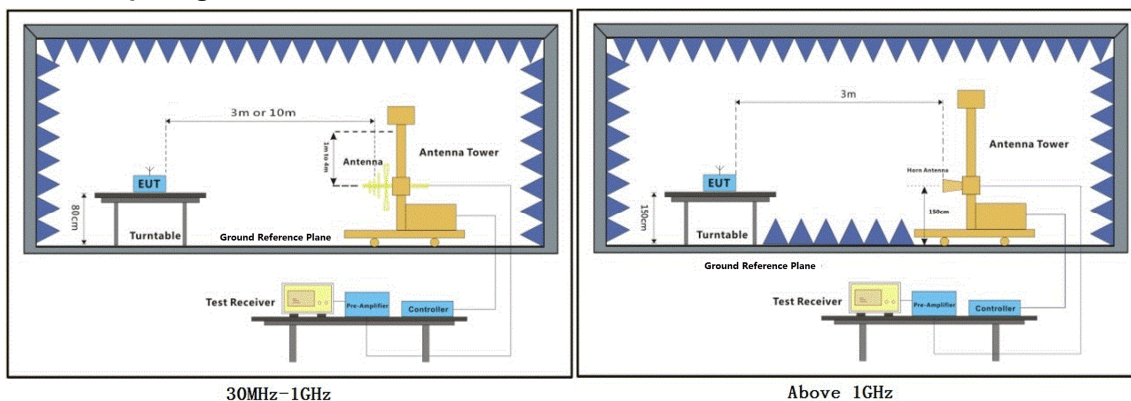 3m or 10m
1m to 4m
Antenna
Antenna Tower
EUT
80cm
Turntable
Ground Reference Plane
Test Receiver
Pre-Amplifier
Controller
30MHz-1GHz
3m
Antenna Tower
Horn Antenna
EUT
150cm
150cm
Turntable
Ground Reference Plane
Test Receiver
Pre-Amplifier
Controller
Above 1GHz